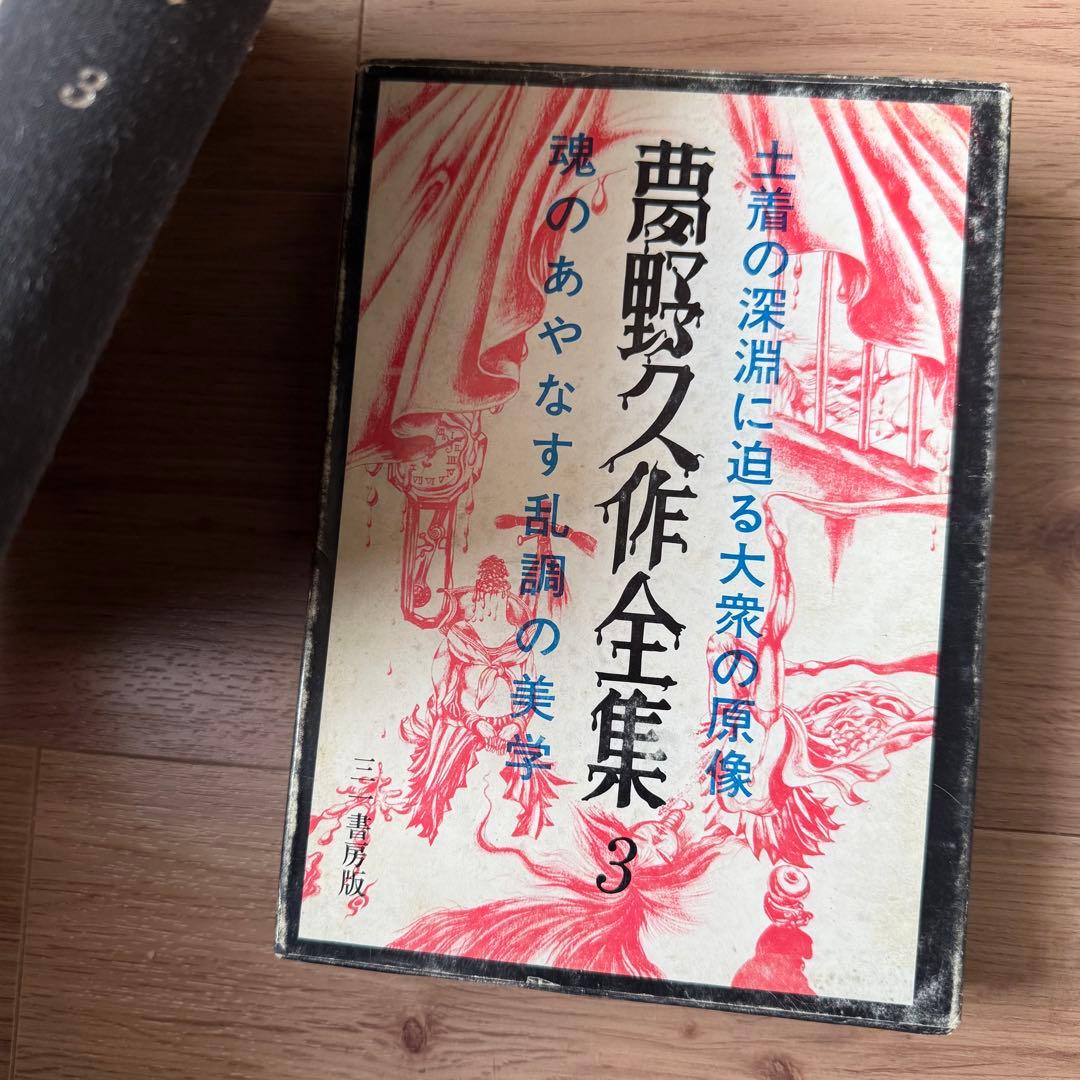 土着の深淵に迫る大衆の原像
夢野久作全集
3
魂のあやなす乱調の美学
三一書房版
3